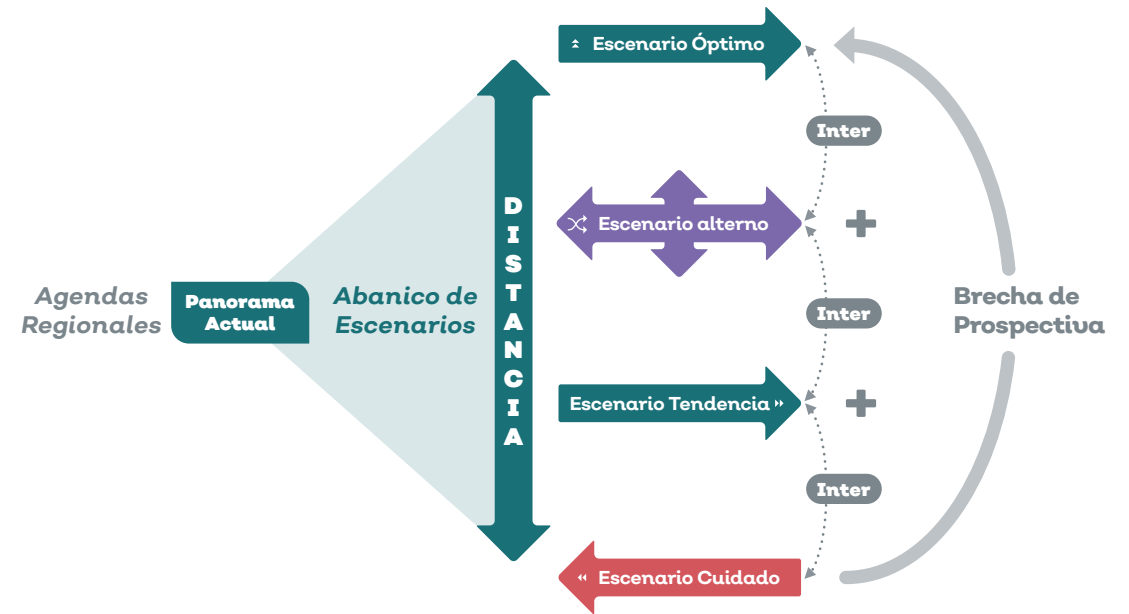 Agendas
Regionales
Panorama
Actual
Abanico de
Escenarios
DISTANCIA
Escenario Óptimo
Inter
Escenario alterno
Inter
Escenario Tendencia
Inter
Escenario Cuidado
Brecha de
Prospectiva